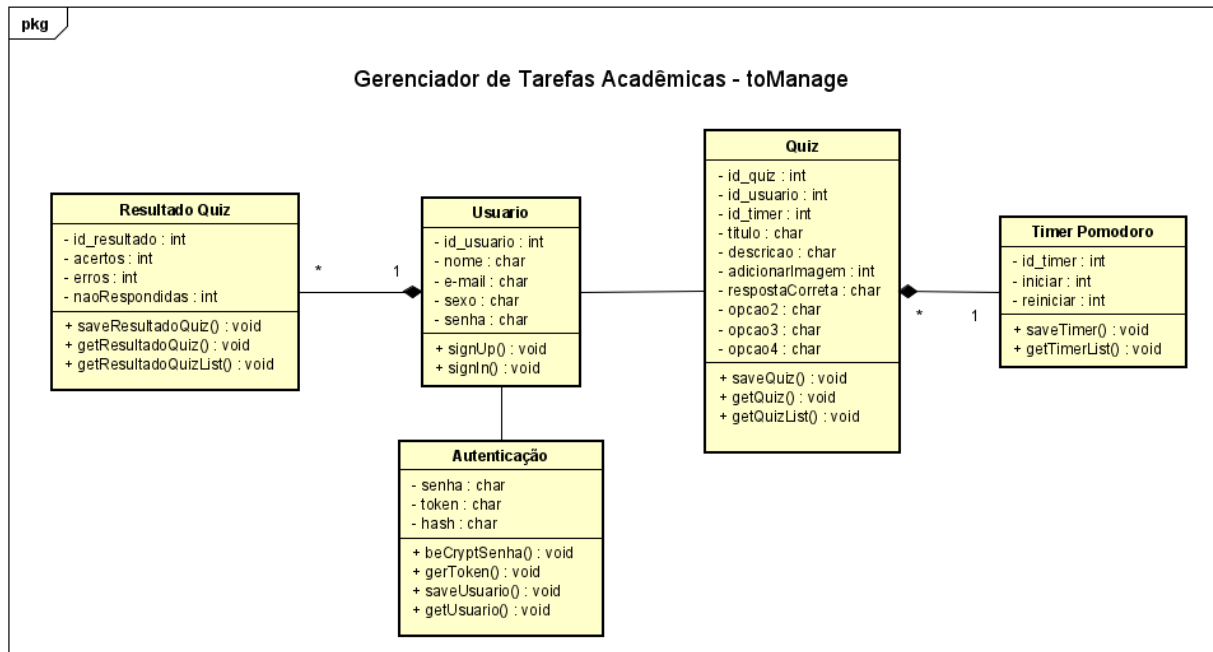 pkg
Gerenciador de Tarefas Acadêmicas - toManage
Resultado Quiz
- id_resultado : int
- acertos : int
- erros : int
- naoRespondidas : int
+ saveResultadoQuiz() : void
+ getResultadoQuiz() : void
+ getResultadoQuizList() : void
*
1
Usuario
- id_usuario : int
- nome : char
- e-mail : char
- sexo : char
- senha : char
+ signUp() : void
+ signIn() : void
Autenticação
- senha : char
- token : char
- hash : char
+ beCryptSenha() : void
+ gerToken() : void
+ saveUsuario() : void
+ getUsuario() : void
Quiz
- id_quiz : int
- id_usuario : int
- id_timer : int
- titulo : char
- descricao : char
- adicionarImagem : int
- respostaCorreta : char
- opcao2 : char
- opcao3 : char
- opcao4 : char
+ saveQuiz() : void
+ getQuiz() : void
+ getQuizList() : void
*
1
Timer Pomodoro
- id_timer : int
- iniciar : int
- reiniciar : int
+ saveTimer() : void
+ getTimerList() : void